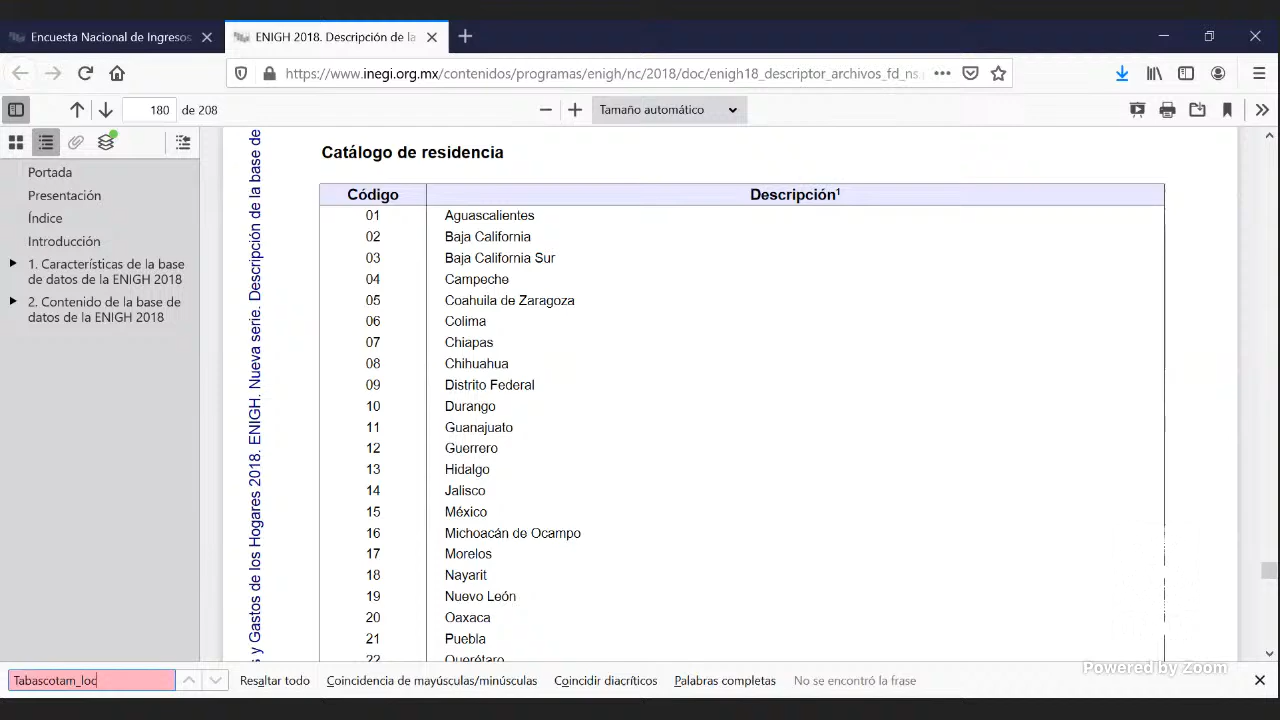 Encuesta Nacional de Ingresos
ENIGH 2018. Descripción de la
https://www.inegi.org.mx/contenidos/programas/enigh/nc/2018/doc/enigh18_descriptor_archivos_fd_ns
180 de 208
Tamaño automático
Portada
Presentación
Índice
Introducción
1. Características de la base
de datos de la ENIGH 2018
2. Contenido de la base de
datos de la ENIGH 2018
s y Gastos de los Hogares 2018. ENIGH. Nueva serie. Descripción de la base de
Catálogo de residencia
Código Descripción¹
01 Aguascalientes
02 Baja California
03 Baja California Sur
04 Campeche
05 Coahuila de Zaragoza
06 Colima
07 Chiapas
08 Chihuahua
09 Distrito Federal
10 Durango
11 Guanajuato
12 Guerrero
13 Hidalgo
14 Jalisco
15 México
16 Michoacán de Ocampo
17 Morelos
18 Nayarit
19 Nuevo León
20 Oaxaca
21 Puebla
22 Querétaro
Powered by Zoom
Tabascotam_loc Resaltar todo Coincidencia de mayúsculas/minúsculas Coincidir diacríticos Palabras completas No se encontró la frase